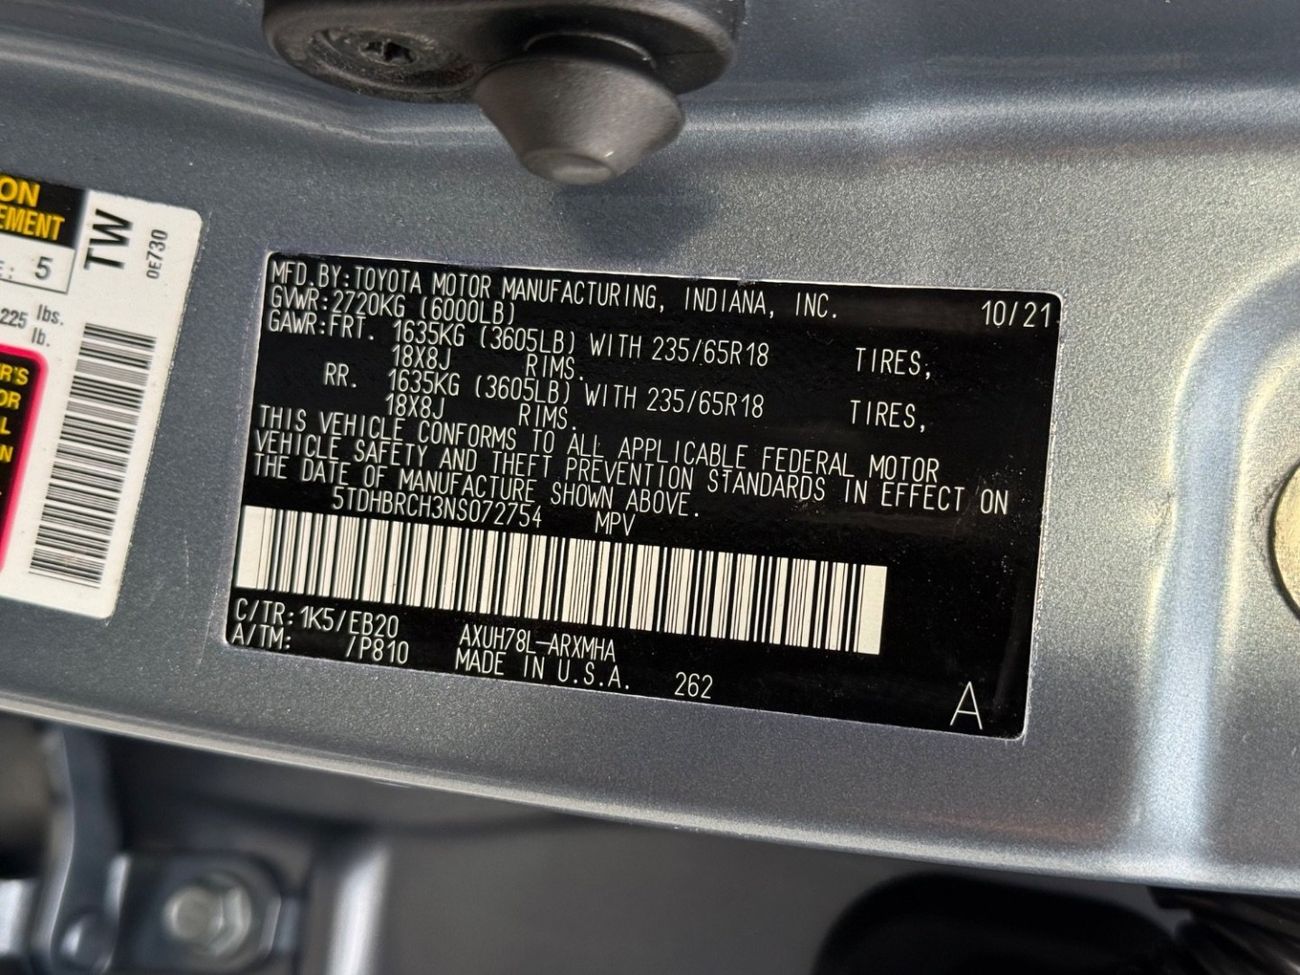 ON
EMENT
E: 5
TW
0E730
225 lbs.
lb.
R'S
OR
L
N
MFD.BY:TOYOTA MOTOR MANUFACTURING, INDIANA, INC. 10/21
GVWR:2720KG (6000LB)
GAWR:FRT. 1635KG (3605LB) WITH 235/65R18 TIRES,
18X8J RIMS.
RR. 1635KG (3605LB) WITH 235/65R18 TIRES,
18X8J RIMS.
THIS VEHICLE CONFORMS TO ALL APPLICABLE FEDERAL MOTOR
VEHICLE SAFETY AND THEFT PREVENTION STANDARDS IN EFFECT ON
THE DATE OF MANUFACTURE SHOWN ABOVE.
5TDHBRCH3NS072754 MPV
C/TR:1K5/EB20 AXUH78L-ARXMHA
A/TM: /P810 MADE IN U.S.A. 262
A